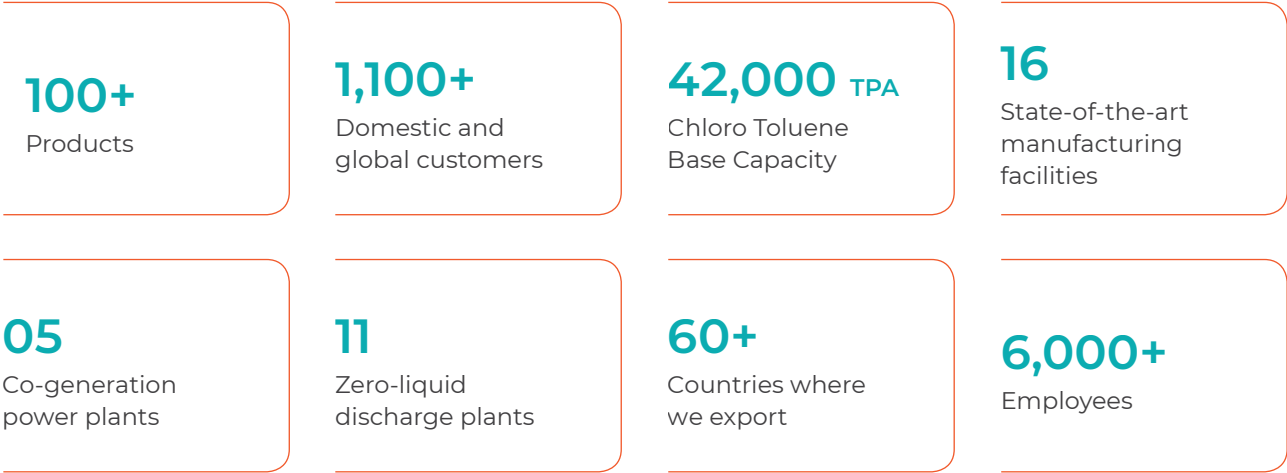 100+
Products
1,100+
Domestic and
global customers
42,000 TPA
Chloro Toluene
Base Capacity
16
State-of-the-art
manufacturing
facilities
05
Co-generation
power plants
11
Zero-liquid
discharge plants
60+
Countries where
we export
6,000+
Employees